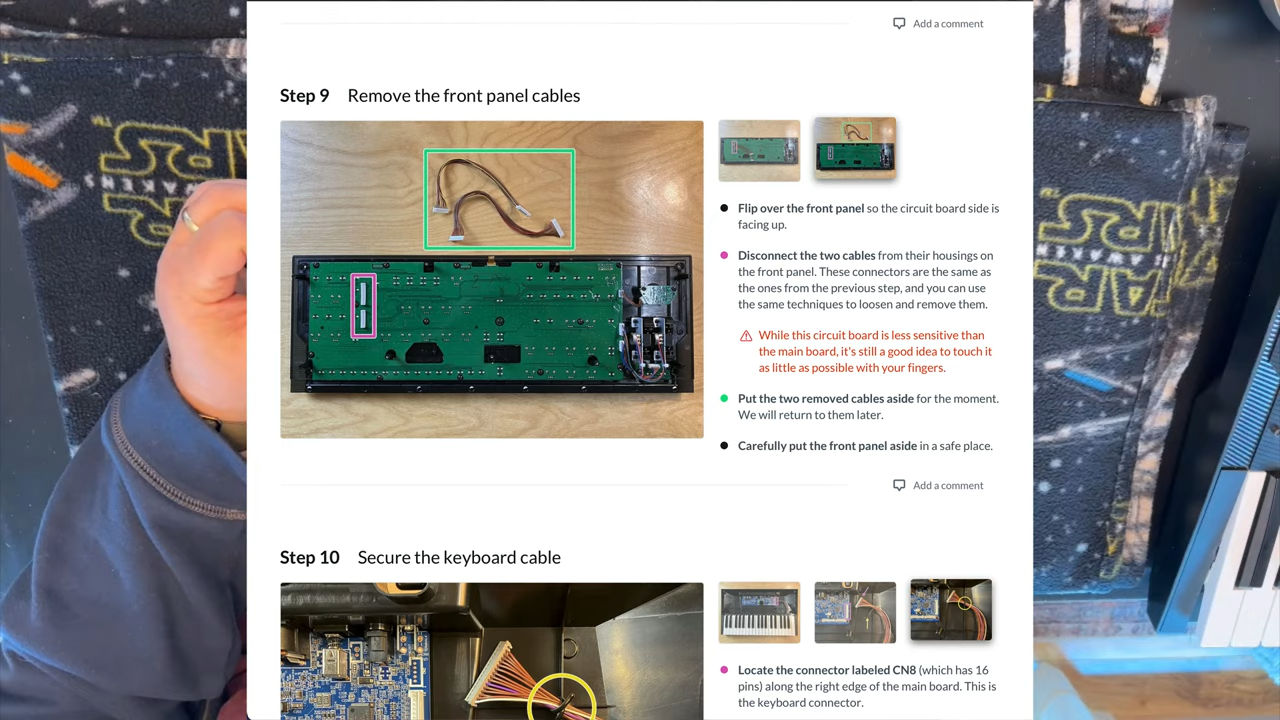 Add a comment
Step 9 Remove the front panel cables
Flip over the front panel so the circuit board side is
facing up.
Disconnect the two cables from their housings on
the front panel. These connectors are the same as
the ones from the previous step, and you can use
the same techniques to loosen and remove them.
While this circuit board is less sensitive than
the main board, it's still a good idea to touch it
as little as possible with your fingers.
Put the two removed cables aside for the moment.
We will return to them later.
Carefully put the front panel aside in a safe place.
Add a comment
Step 10 Secure the keyboard cable
Locate the connector labeled CN8 (which has 16
pins) along the right edge of the main board. This is
the keyboard connector.